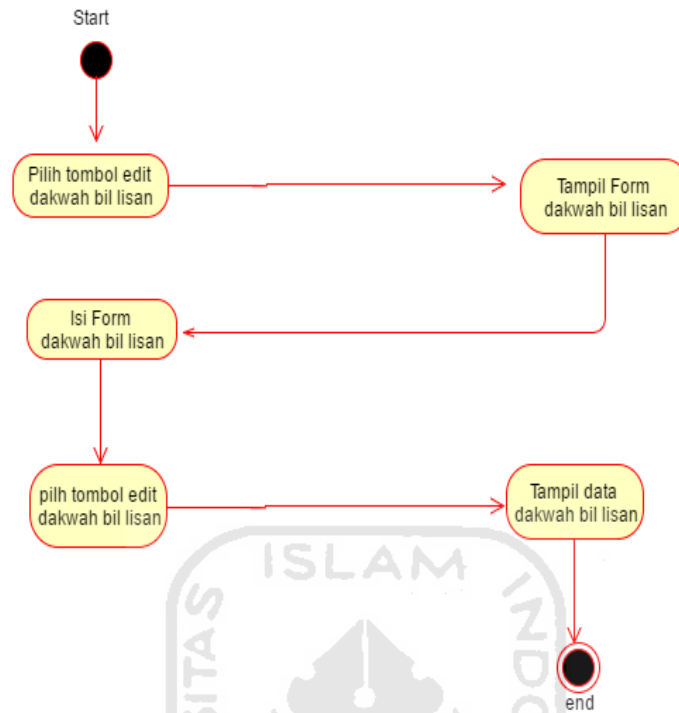 Start
Pilih tombol edit
dakwah bil lisan
Tampil Form
dakwah bil lisan
Isi Form
dakwah bil lisan
pilh tombol edit
dakwah bil lisan
Tampil data
dakwah bil lisan
ISLAM
end